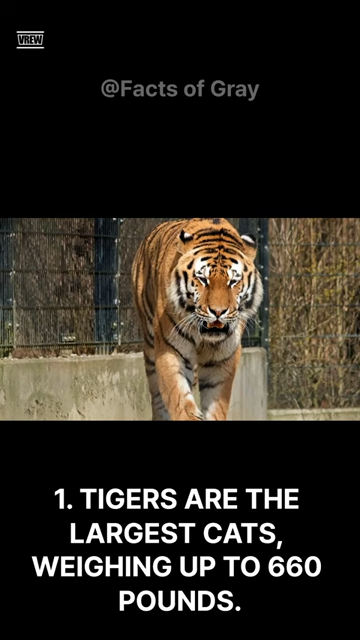 VREW
@Facts of Gray
1. TIGERS ARE THE
LARGEST CATS,
WEIGHING UP TO 660
POUNDS.